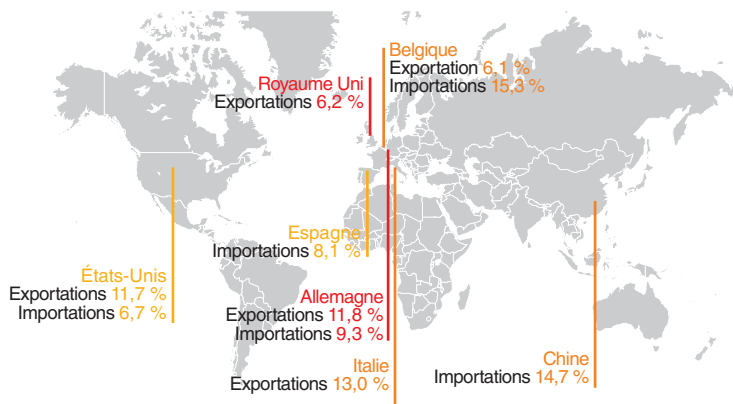 Belgique
Exportation 6,1 %
Importations 15,3 %
Royaume Uni
Exportations 6,2 %
Espagne
Importations 8,1 %
États-Unis
Exportations 11,7 %
Importations 6,7 %
Allemagne
Exportations 11,8 %
Importations 9,3 %
Italie
Exportations 13,0 %
Chine
Importations 14,7 %